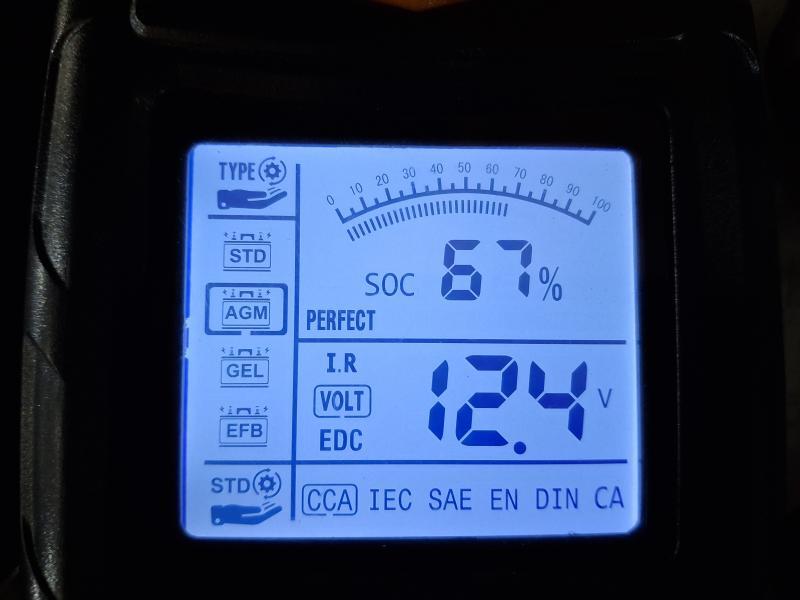 TYPE
STD
AGM
GEL
EFB
STD
0 10 20 30 40 50 60 70 80 90 100
SOC 67%
PERFECT
I.R
VOLT
EDC
12.4 V
CCA IEC SAE EN DIN CA